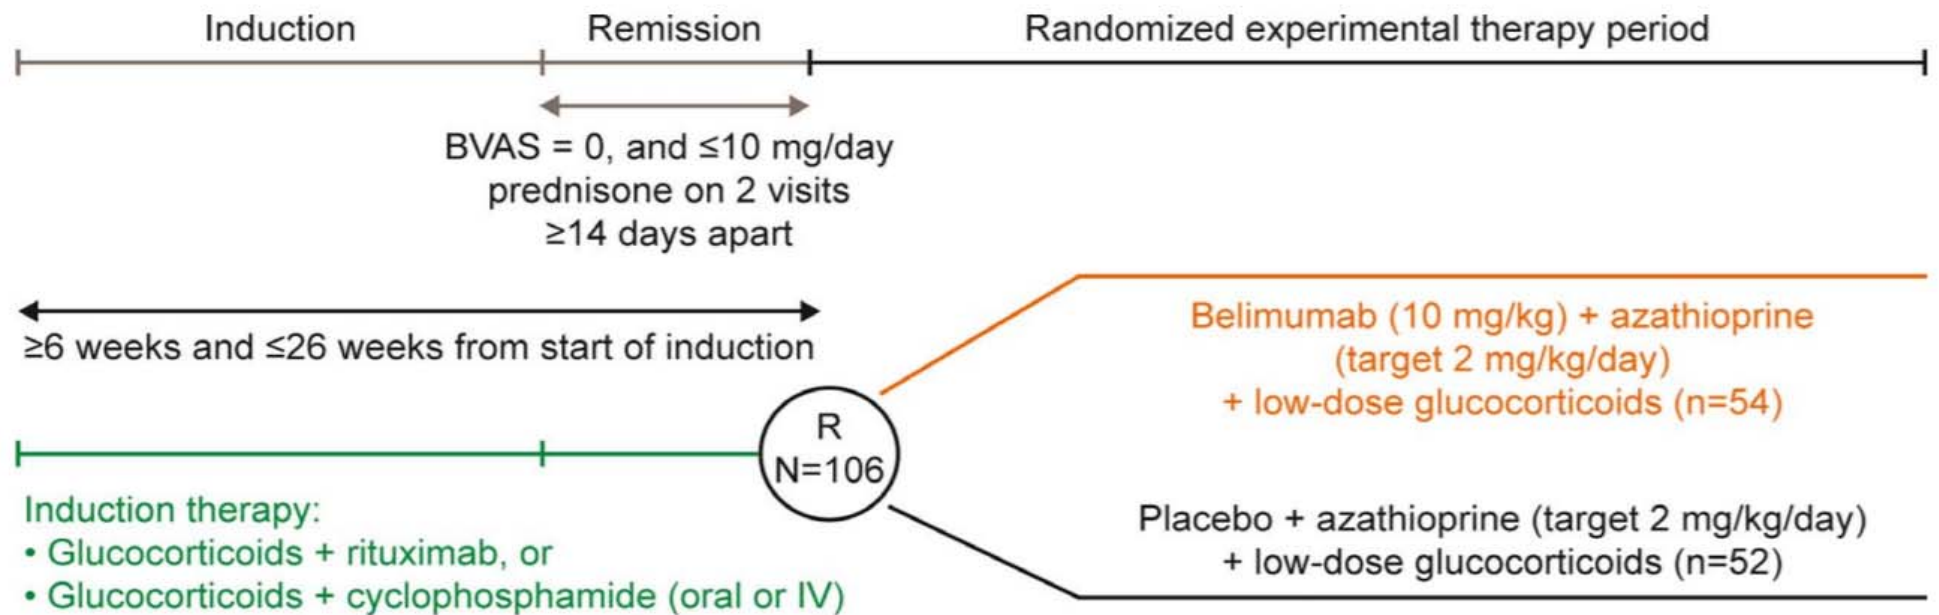 Induction
Remission
Randomized experimental therapy period
BVAS = 0, and ≤10 mg/day
prednisone on 2 visits
≥14 days apart
≥6 weeks and ≤26 weeks from start of induction
R
N=106
Belimumab (10 mg/kg) + azathioprine
(target 2 mg/kg/day)
+ low-dose glucocorticoids (n=54)
Placebo + azathioprine (target 2 mg/kg/day)
+ low-dose glucocorticoids (n=52)
Induction therapy:
• Glucocorticoids + rituximab, or
• Glucocorticoids + cyclophosphamide (oral or IV)